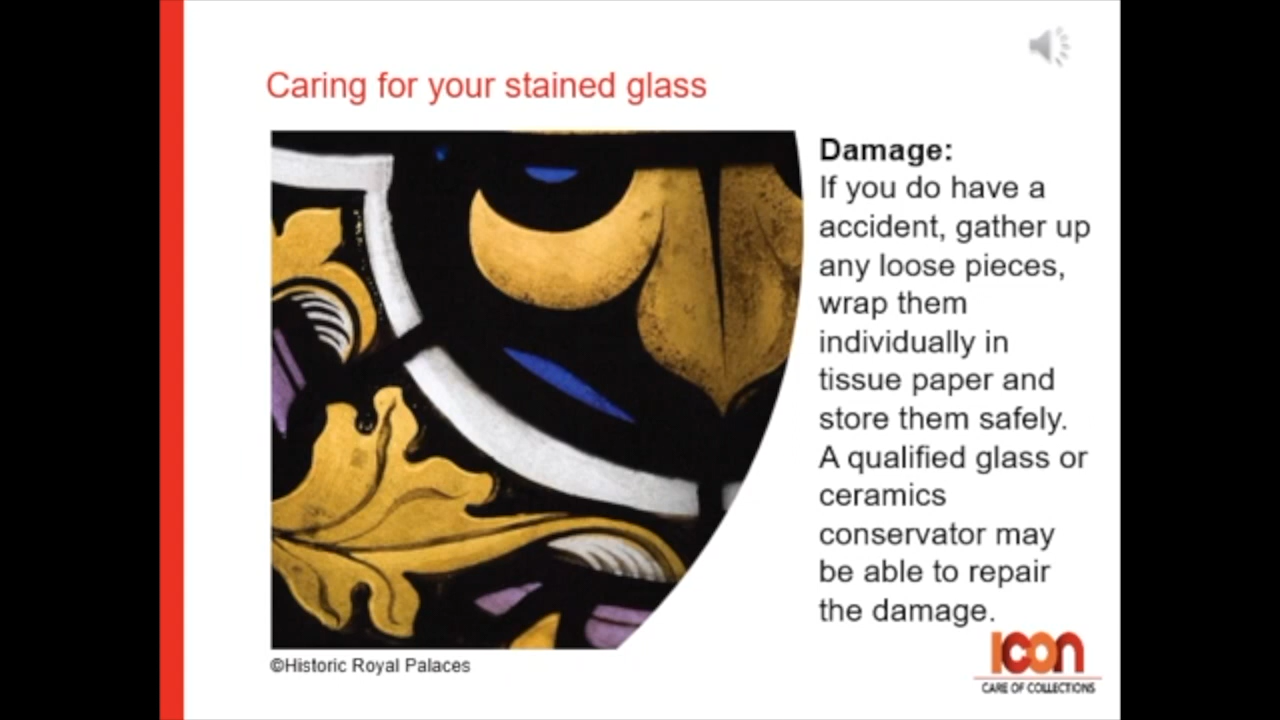 Caring for your stained glass
Damage:
If you do have a
accident, gather up
any loose pieces,
wrap them
individually in
tissue paper and
store them safely.
A qualified glass or
ceramics
conservator may
be able to repair
the damage.
©Historic Royal Palaces
Icon
CARE OF COLLECTIONS